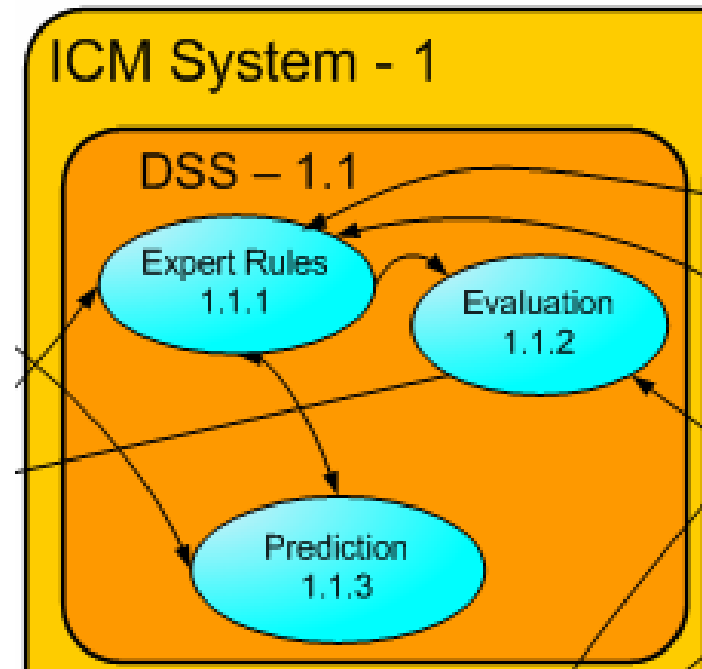 ICM System - 1
DSS – 1.1
Expert Rules
1.1.1
Evaluation
1.1.2
Prediction
1.1.3